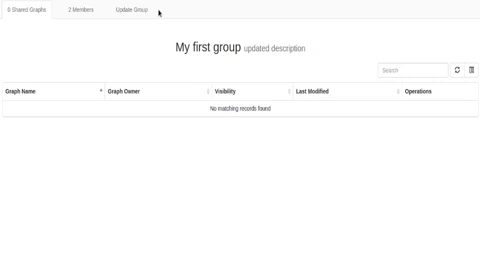 6 Shared Graphs 2 Members Update Group
My first group updated description
Search
Graph Name Graph Owner Visibility Last Modified Operations
No matching records found